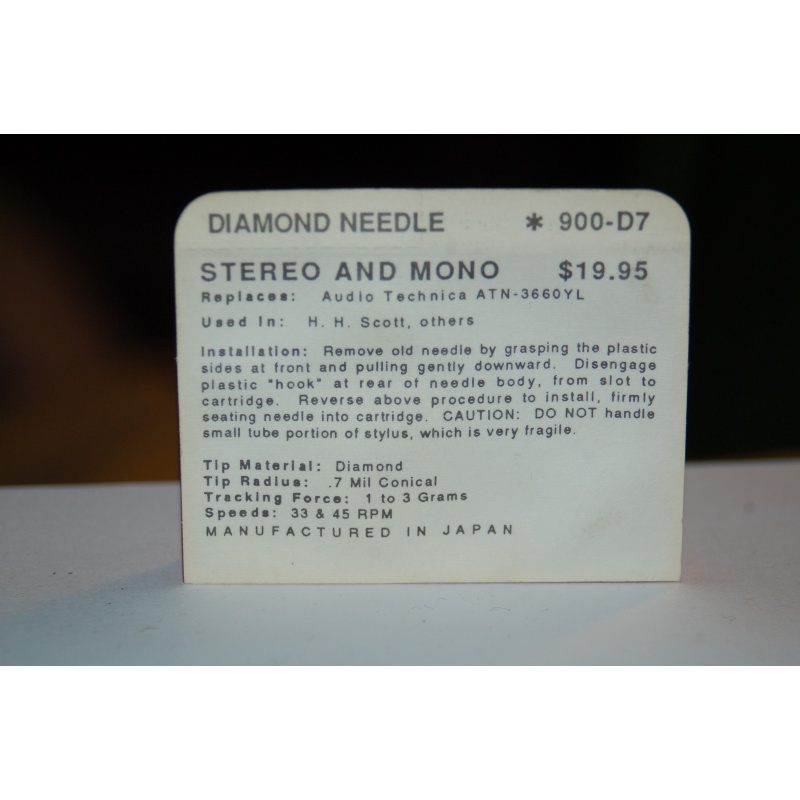 DIAMOND NEEDLE * 900-D7
STEREO AND MONO $19.95
Replaces: Audio Technica ATN-3660YL
Used In: H. H. Scott, others
Installation: Remove old needle by grasping the plastic
sides at front and pulling gently downward. Disengage
plastic "hook" at rear of needle body, from slot to
cartridge. Reverse above procedure to install, firmly
seating needle into cartridge. CAUTION: DO NOT handle
small tube portion of stylus, which is very fragile.
Tip Material: Diamond
Tip Radius: .7 Mil Conical
Tracking Force: 1 to 3 Grams
Speeds: 33 & 45 RPM
MANUFACTURED IN JAPAN